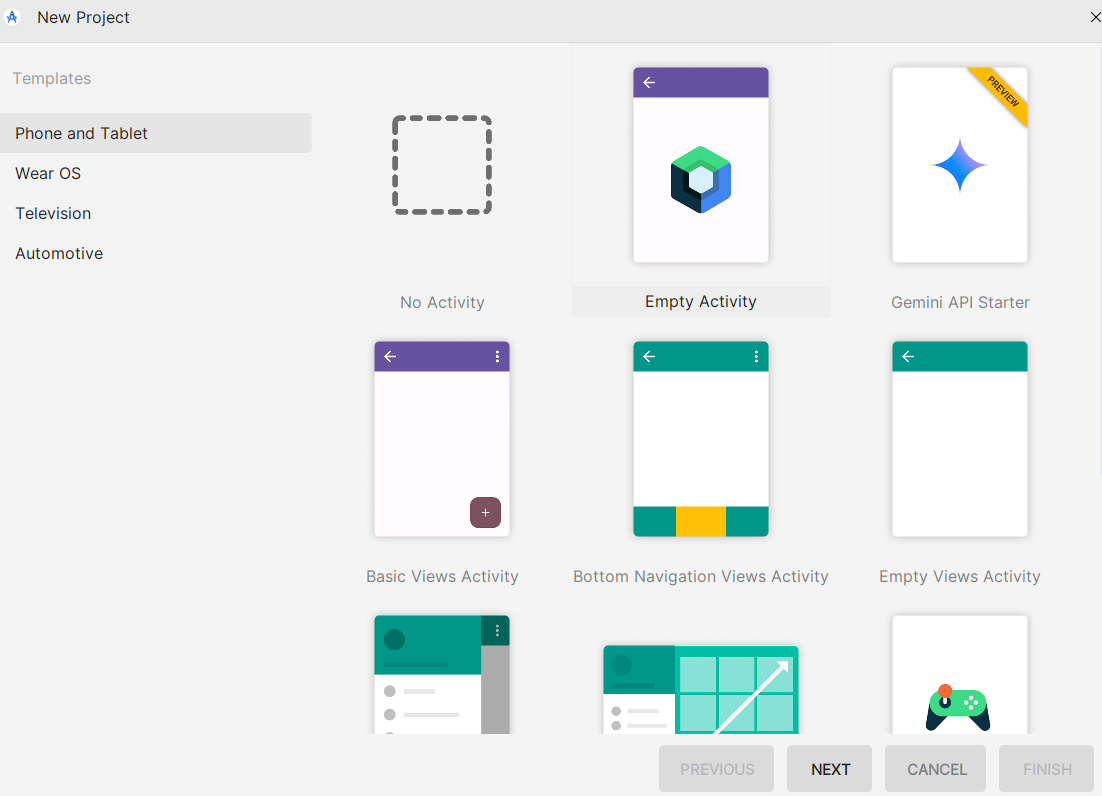 New Project
Templates
Phone and Tablet
Wear OS
Television
Automotive
PREVIEW
No Activity
Empty Activity
Gemini API Starter
Basic Views Activity
Bottom Navigation Views Activity
Empty Views Activity
PREVIOUS
NEXT
CANCEL
FINISH